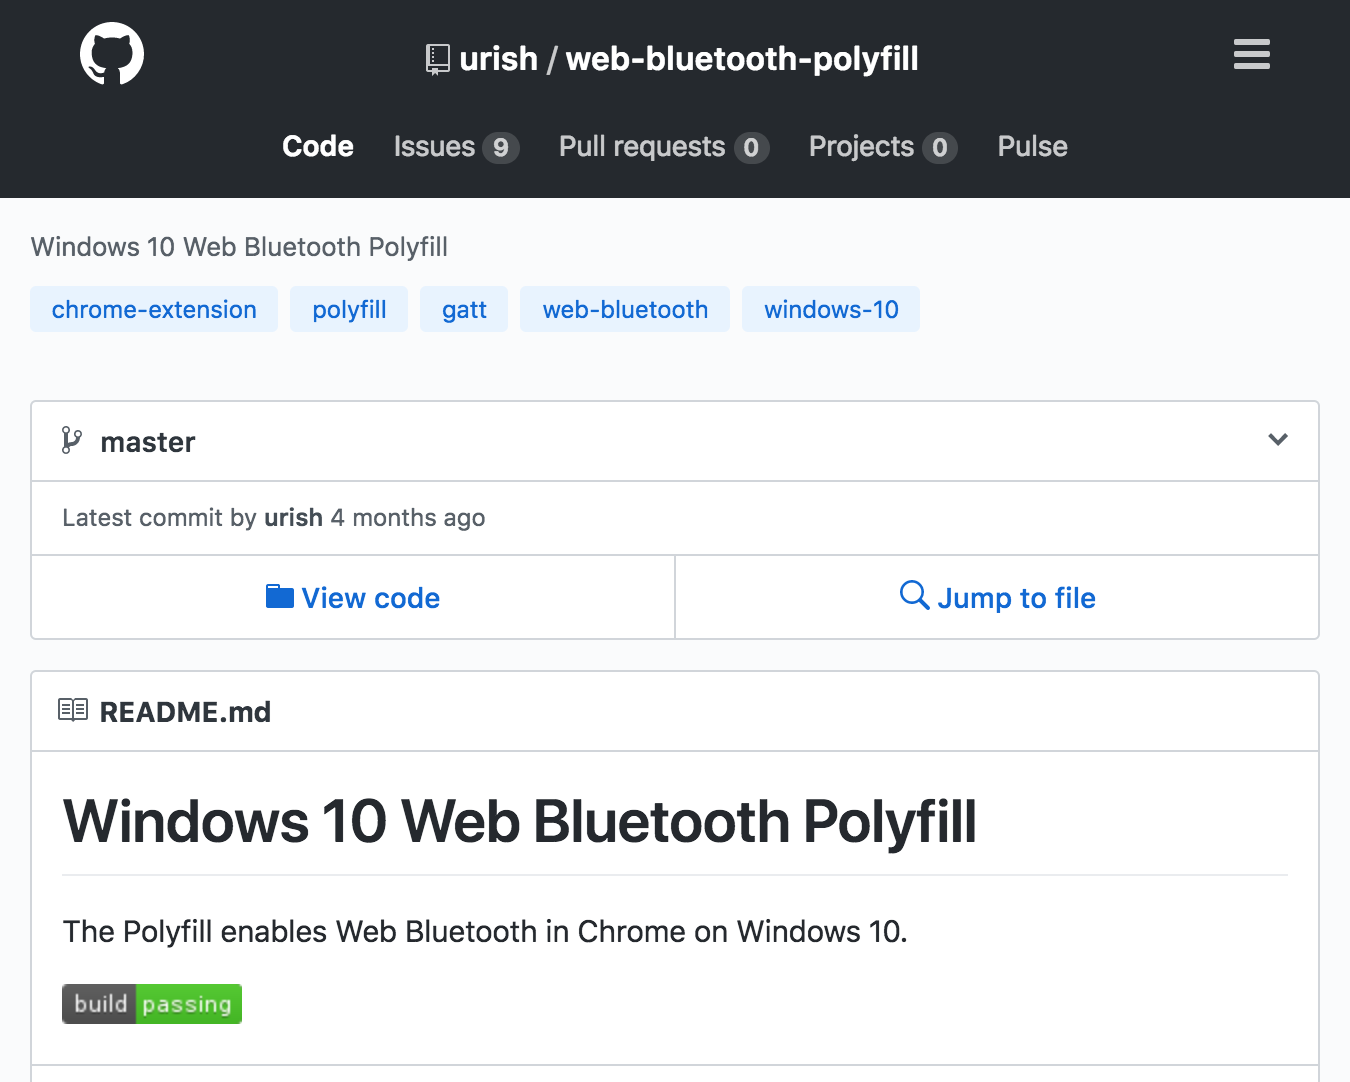 urish / web-bluetooth-polyfill
Code Issues 9 Pull requests 0 Projects 0 Pulse
Windows 10 Web Bluetooth Polyfill
chrome-extension polyfill gatt web-bluetooth windows-10
master
Latest commit by urish 4 months ago
View code Jump to file
README.md
Windows 10 Web Bluetooth Polyfill
The Polyfill enables Web Bluetooth in Chrome on Windows 10.
build passing